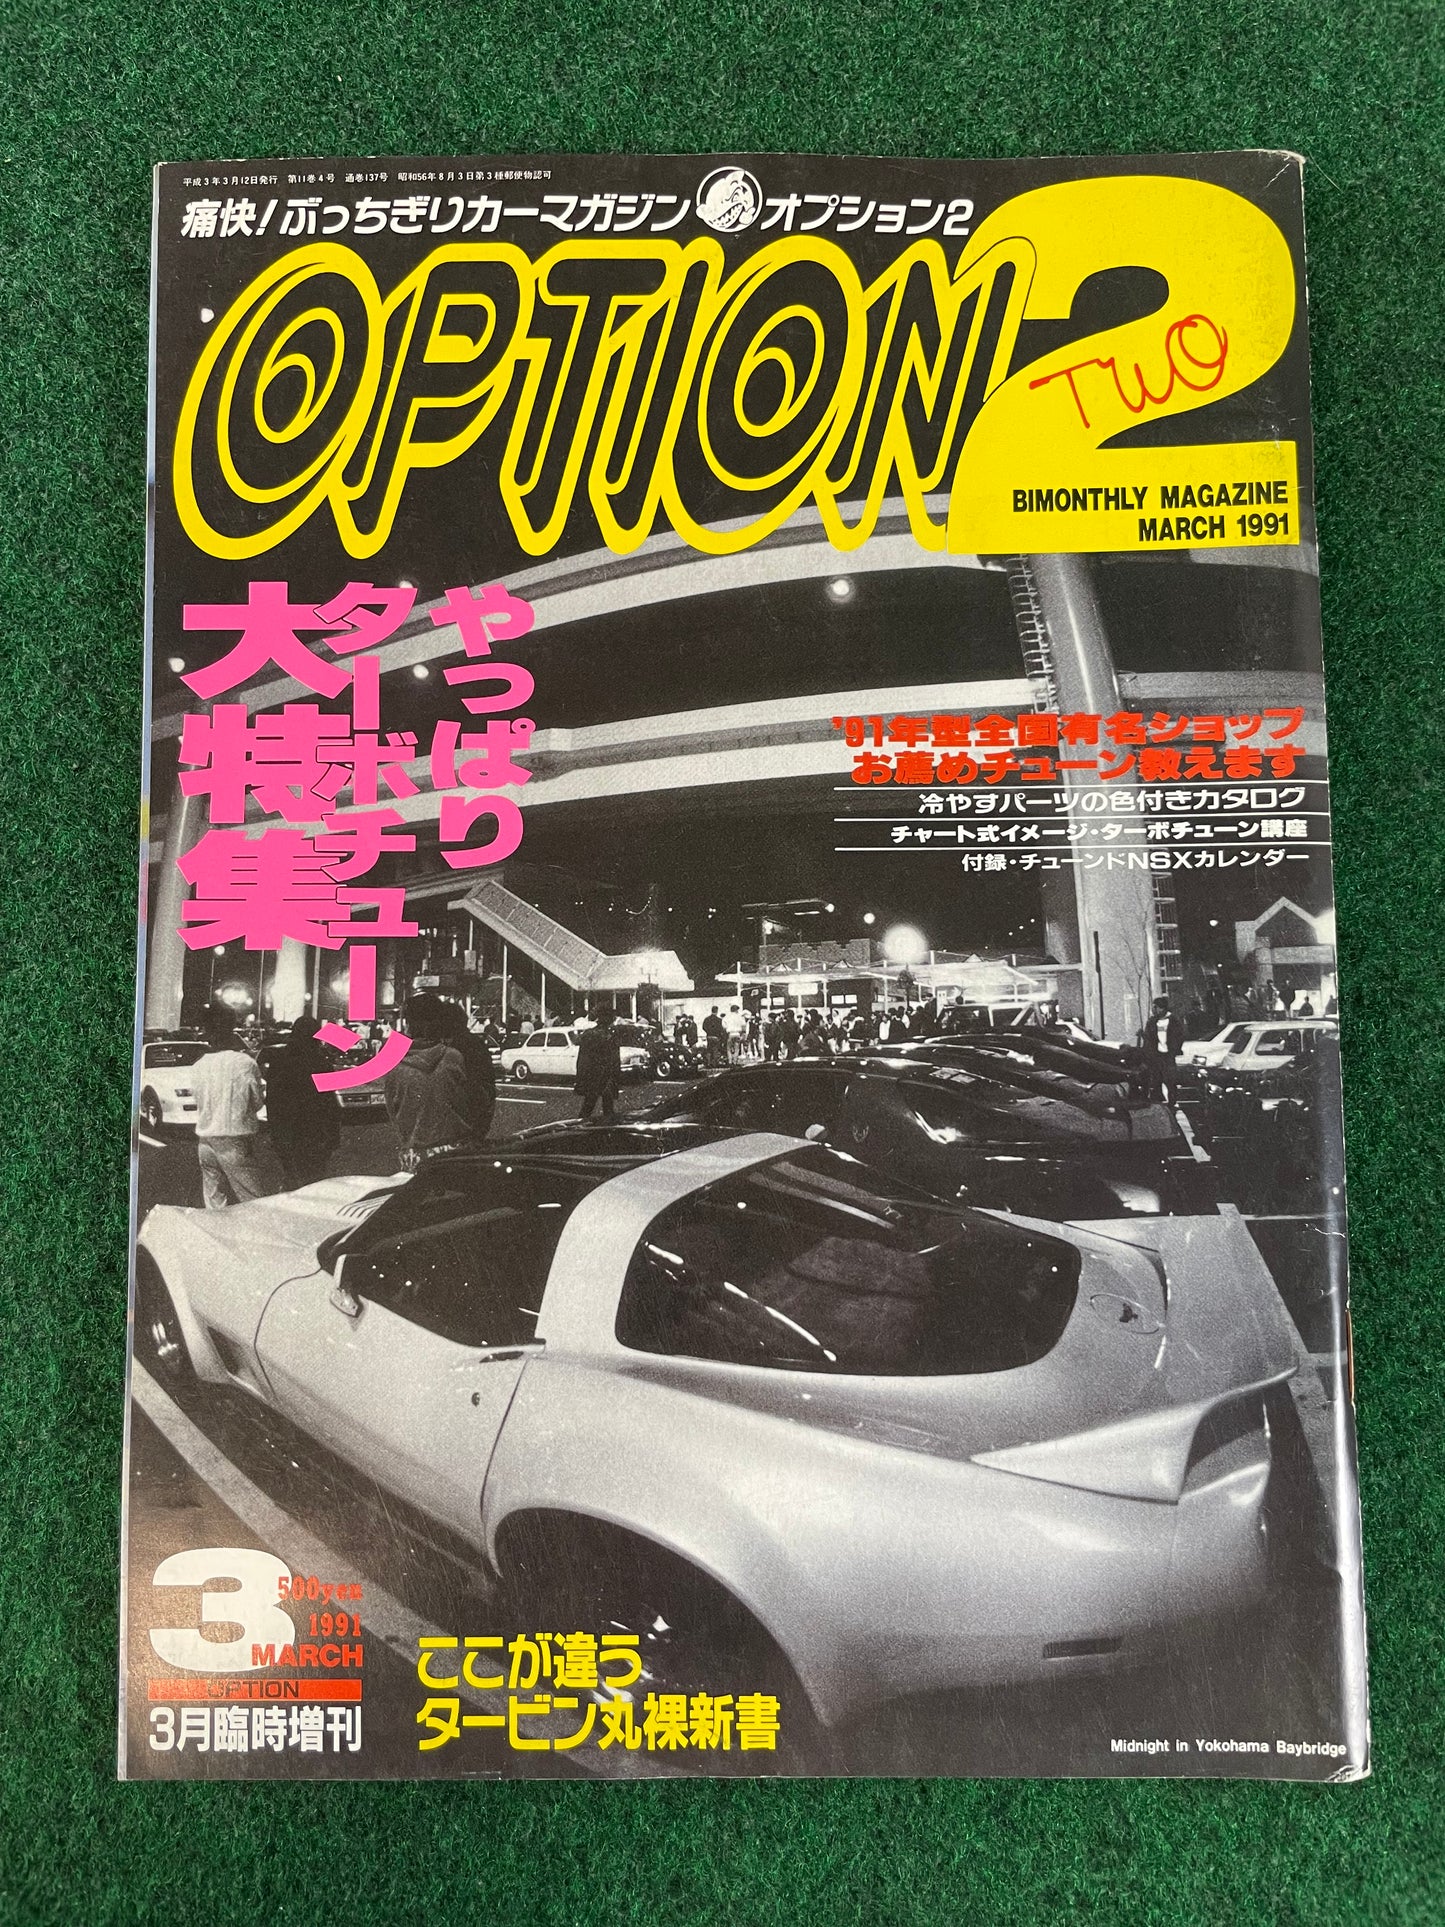 平成3年3月12日発行 第11巻4号 通巻137号 昭和56年8月3日第3種郵便物認可
痛快!ぶっちぎりカーマガジン オプション2
OPTION2
TWO
BIMONTHLY MAGAZINE
MARCH 1991
やっぱり
ターボチューン
大特集
'91年型全国有名ショップ
お薦めチューン教えます
冷やすパーツの色付きカタログ
チャート式イメージ・ターボチューン講座
付録・チューンドNSXカレンダー
3
500yen
1991
MARCH
OPTION
3月臨時増刊
ここが違う
タービン丸裸新書
Midnight in Yokohama Baybridge